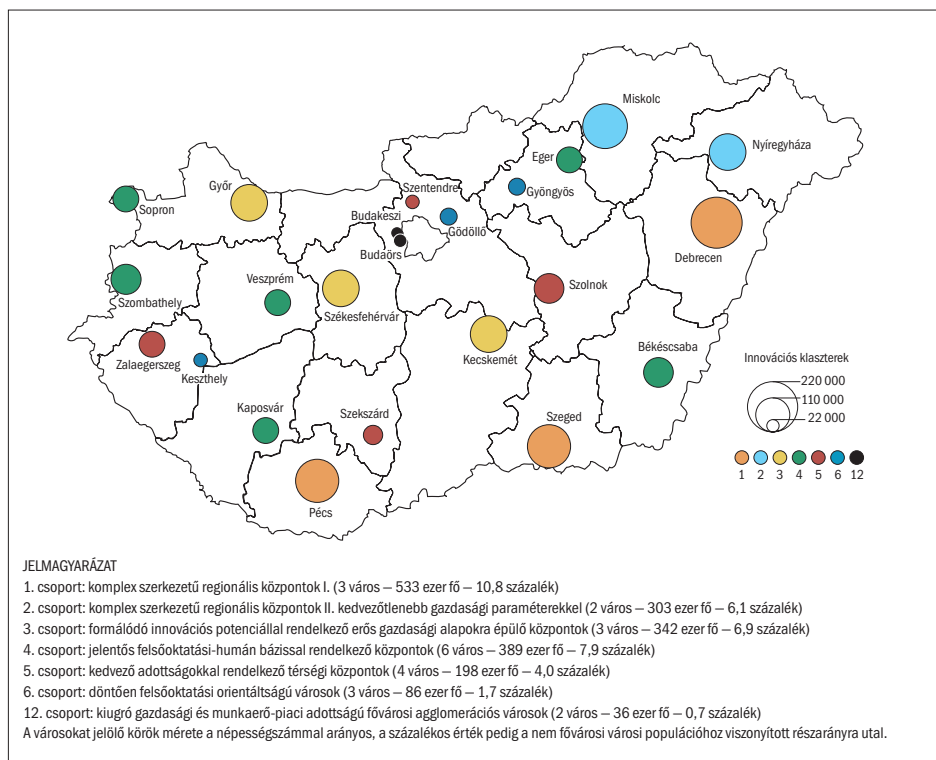 Miskolc
Nyíregyháza
Eger
Győr
Szentendre
Gyöngyös
Sopron
Budakeszi
Gödöllő
Budaörs
Debrecen
Veszprém
Szolnok
Szombathely
Székesfehérvár
Békéscsaba
Kecskemét
Zalaegerszeg
Keszthely
Innovációs klaszterek
220 000
110 000
22 000
Kaposvár
Szekszárd
Szeged
1 2 3 4 5 6 12
Pécs
JELMAGYARÁZAT
1. csoport: komplex szerkezetű regionális központok I. (3 város – 533 ezer fő – 10,8 százalék)
2. csoport: komplex szerkezetű regionális központok II. kedvezőtlenebb gazdasági paraméterekkel (2 város – 303 ezer fő – 6,1 százalék)
3. csoport: formálódó innovációs potenciállal rendelkező erős gazdasági alapokra épülő központok (3 város – 342 ezer fő – 6,9 százalék)
4. csoport: jelentős felsőoktatási-humán bázissal rendelkező központok (6 város – 389 ezer fő – 7,9 százalék)
5. csoport: kedvező adottságokkal rendelkező térségi központok (4 város – 198 ezer fő – 4,0 százalék)
6. csoport: döntően felsőoktatási orientáltságú városok (3 város – 86 ezer fő – 1,7 százalék)
12. csoport: kiugró gazdasági és munkaerő-piaci adottságú fővárosi agglomerációs városok (2 város – 36 ezer fő – 0,7 százalék)
A városokat jelölő körök mérete a népességszámmal arányos, a százalékos érték pedig a nem fővárosi városi populációhoz viszonyított részarányra utal.